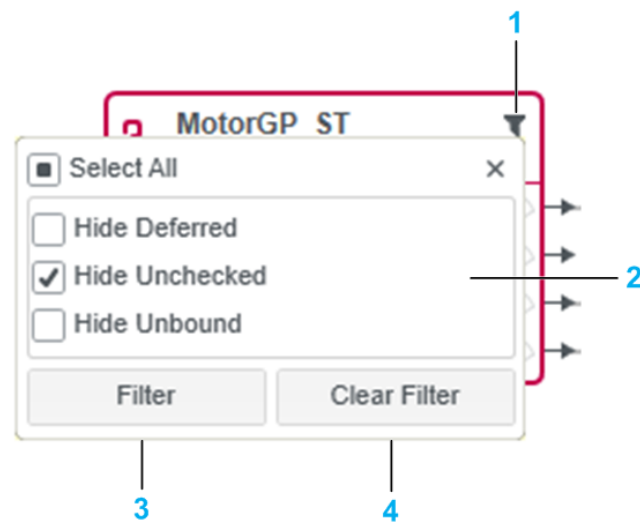 1
MotorGP_ST
Select All
Hide Deferred
Hide Unchecked
2
Hide Unbound
Filter Clear Filter
3 4